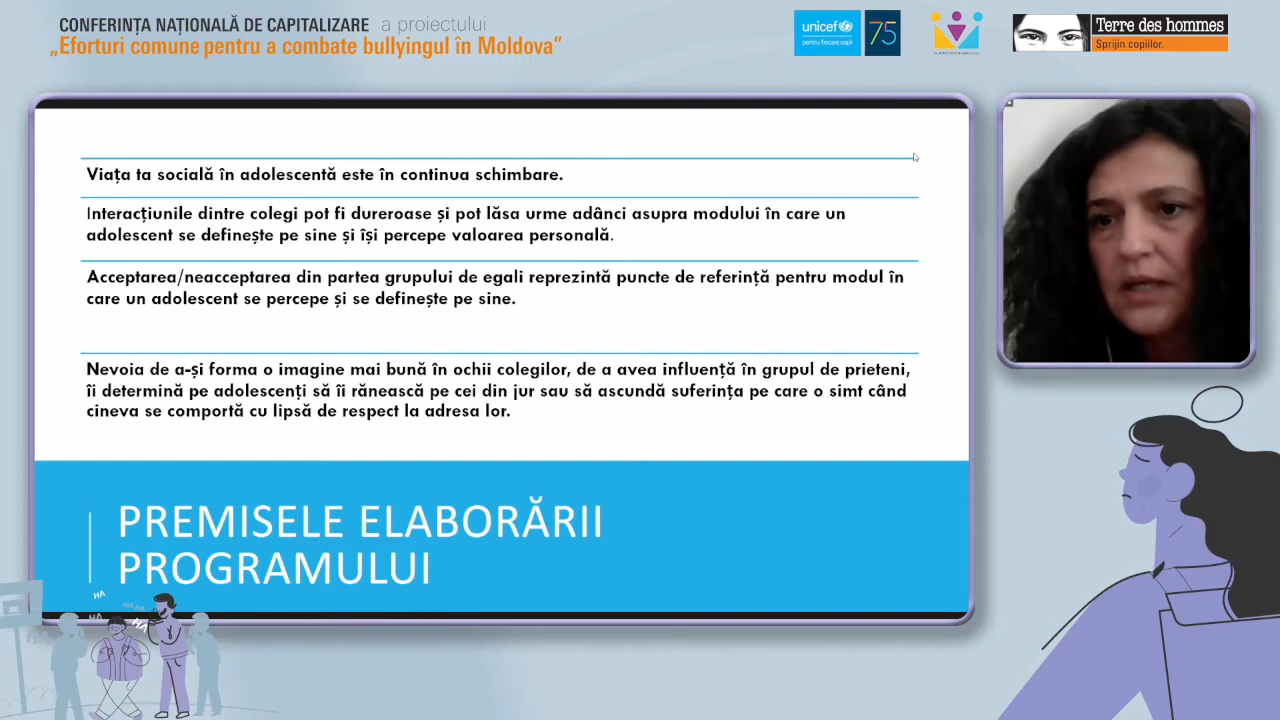 CONFERINȚA NAȚIONALĂ DE CAPITALIZARE a proiectului
„Eforturi comune pentru a combate bullyingul în Moldova”
unicef
pentru fiecare copil
75
Terre des hommes
Sprijin copiilor.
Viața ta socială în adolescentă este în continua schimbare.
Interacțiunile dintre colegi pot fi dureroase și pot lăsa urme adânci asupra modului în care un
adolescent se definește pe sine și își percepe valoarea personală.
Acceptarea/neacceptarea din partea grupului de egali reprezintă puncte de referință pentru modul în
care un adolescent se percepe și se definește pe sine.
Nevoia de a-și forma o imagine mai bună în ochii colegilor, de a avea influență în grupul de prieteni,
îi determină pe adolescenți să îi rănească pe cei din jur sau să ascundă suferința pe care o simt când
cineva se comportă cu lipsă de respect la adresa lor.
PREMISELE ELABORĂRII
PROGRAMULUI
HA
HA HA
HA
HA
HA